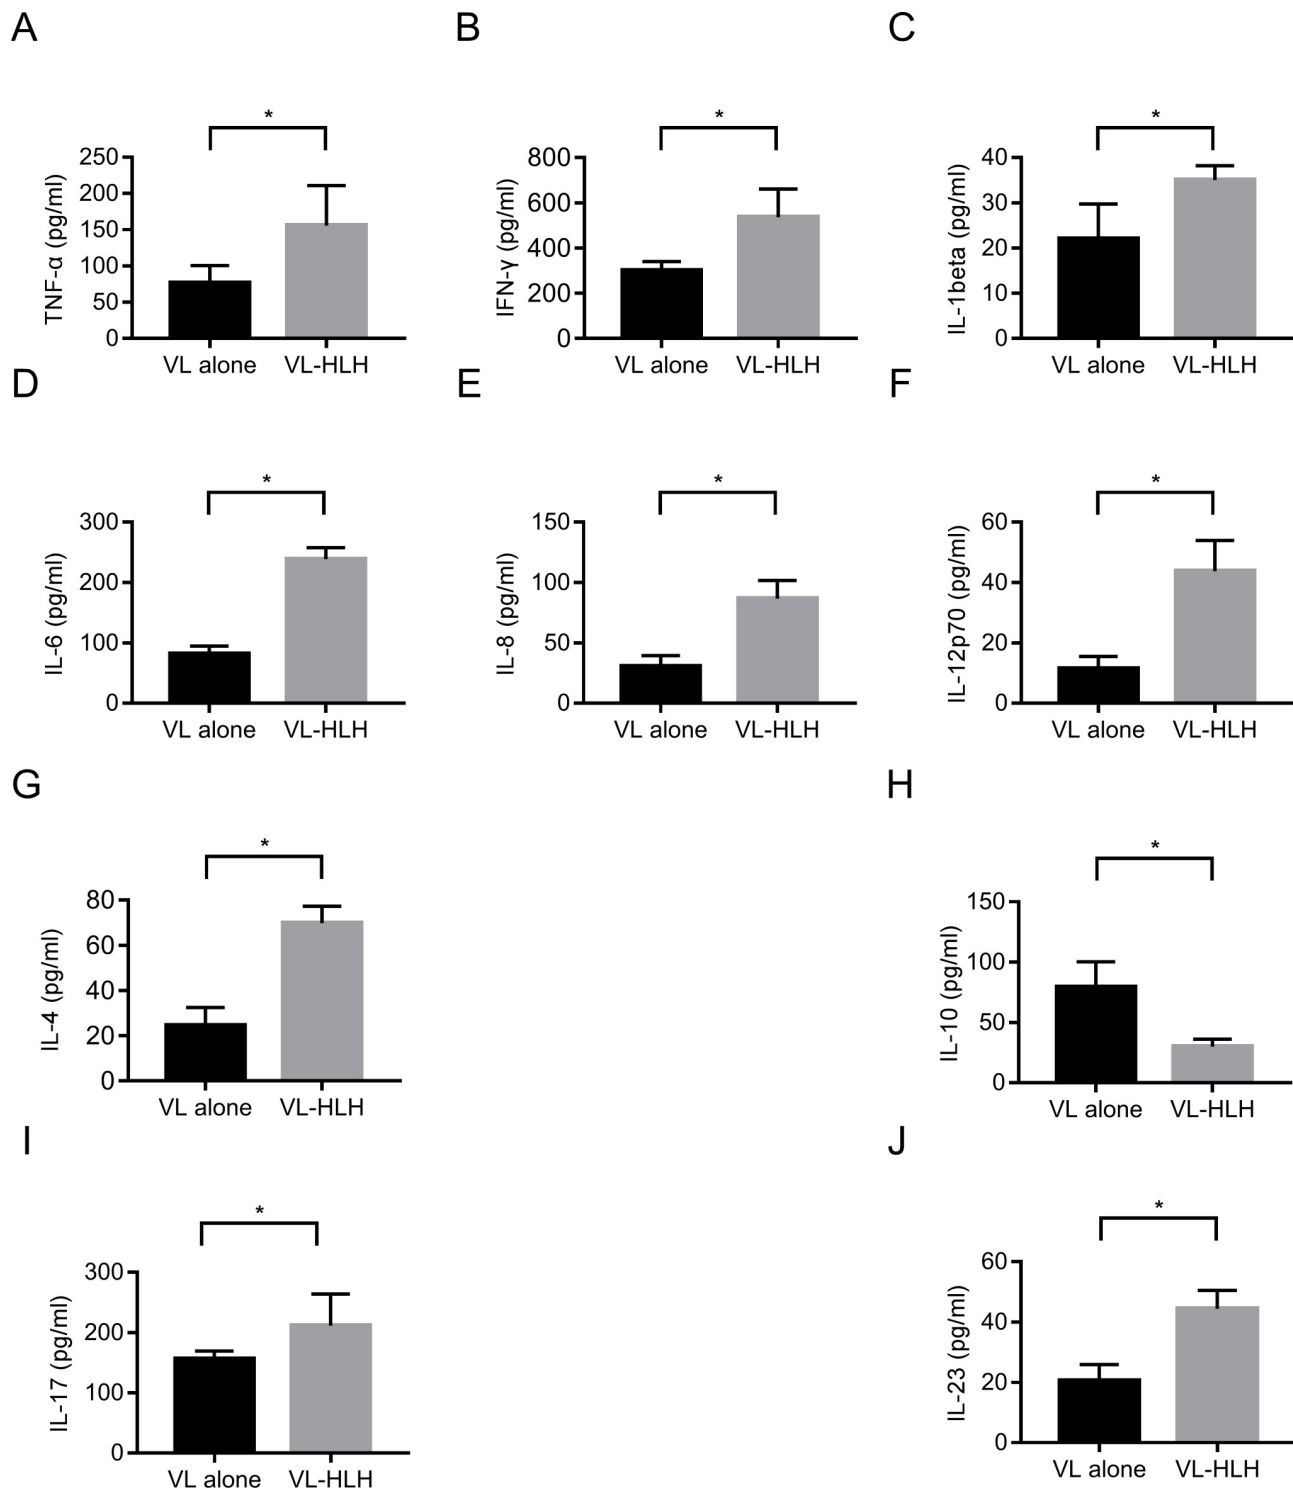 A
*
TNF-α (pg/ml)
250
200
150
100
50
0
VL alone
VL-HLH
B
*
IFN-γ (pg/ml)
800
600
400
200
0
VL alone
VL-HLH
C
*
IL-1beta (pg/ml)
40
30
20
10
0
VL alone
VL-HLH
D
*
IL-6 (pg/ml)
300
200
100
0
VL alone
VL-HLH
E
*
IL-8 (pg/ml)
150
100
50
0
VL alone
VL-HLH
F
*
IL-12p70 (pg/ml)
60
40
20
0
VL alone
VL-HLH
G
*
IL-4 (pg/ml)
80
60
40
20
0
VL alone
VL-HLH
H
*
IL-10 (pg/ml)
150
100
50
0
VL alone
VL-HLH
I
*
IL-17 (pg/ml)
300
200
100
0
VL alone
VL-HLH
J
*
IL-23 (pg/ml)
60
40
20
0
VL alone
VL-HLH